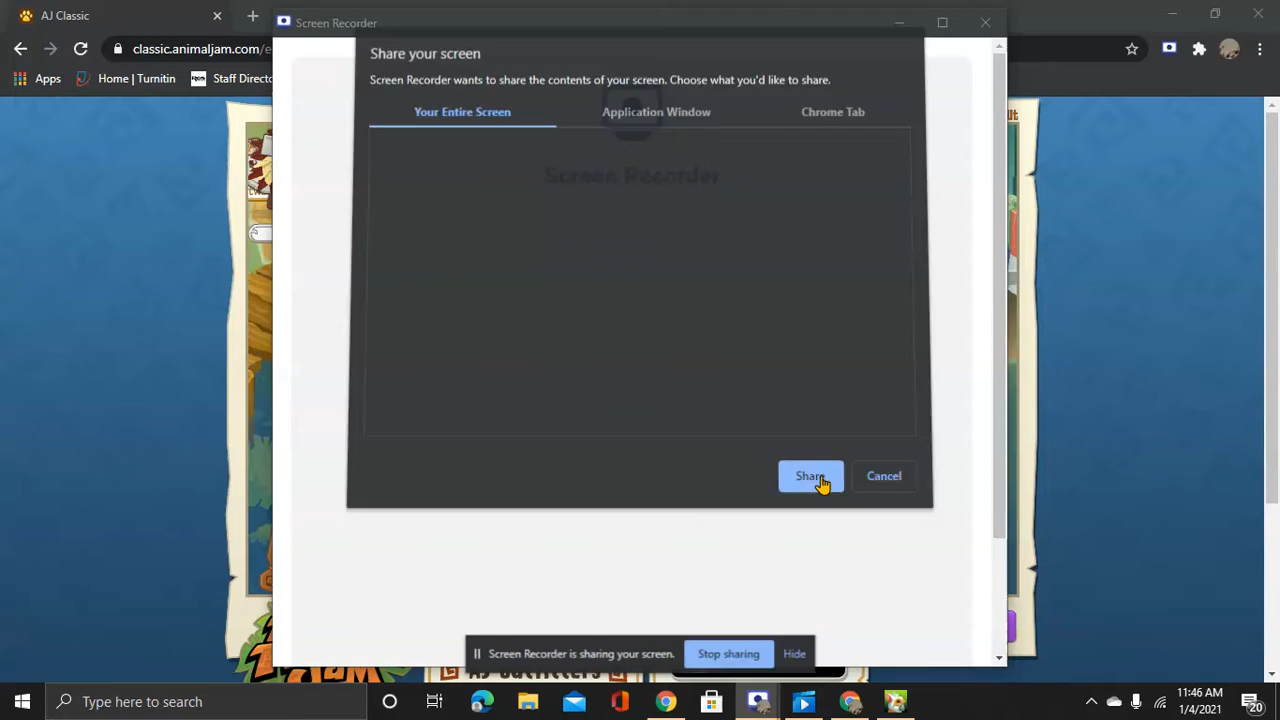 AJ Classic
Screen Recorder
classic.animaljam.com/
Apps
Home | Turnitin
Staff Direct
Share your screen
Screen Recorder wants to share the contents of your screen. Choose what you'd like to share.
Your Entire Screen
Application Window
Chrome Tab
Screen Recorder
Share
Cancel
Screen Recorder is sharing your screen.
Stop sharing
Hide
Type here to search
11:46 AM
1/4/2021
20